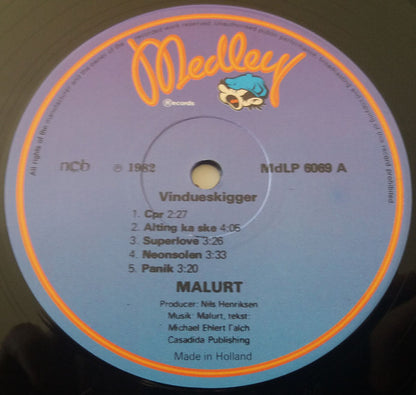 All rights of the manufacturer and of the owner of the recorded work reserved. Unauthorised public performance, broadcasting and copying of this record prohibited.
Medley
Records
ncb
℗ 1982
MdLP 6069 A
Vindueskigger
1. Cpr 2:27
2. Alting ka ske 4:05
3. Superlove 3:26
4. Neonsolen 3:33
5. Panik 3:20
MALURT
Producer: Nils Henriksen
Musik: Malurt, tekst:
Michael Ehlert Falch
Casadida Publishing
Made in Holland